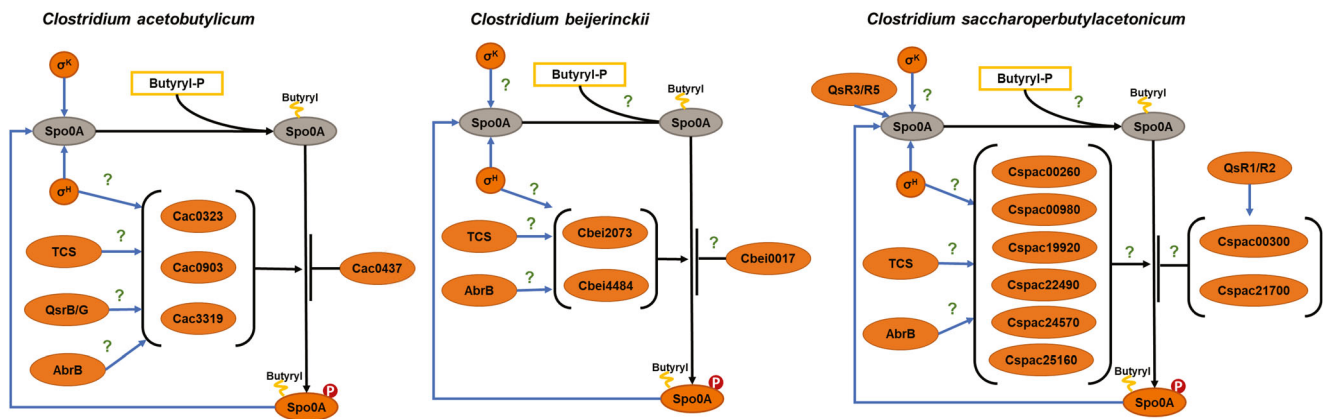 Clostridium acetobutylicum
σK
Butyryl-P
Butyryl
Spo0A
Spo0A
?
σH
Cac0323
TCS
?
Cac0903
Cac0437
QsrB/G
?
Cac3319
?
AbrB
Butyryl
P
Spo0A
Clostridium beijerinckii
σK
?
Butyryl-P
?
Butyryl
Spo0A
Spo0A
σH
?
TCS
?
Cbei2073
?
Cbei0017
AbrB
?
Cbei4484
Butyryl
P
Spo0A
Clostridium saccharoperbutylacetonicum
σK
QsR3/R5
?
Butyryl-P
?
Butyryl
Spo0A
Spo0A
σH
?
Cspac00260
QsR1/R2
Cspac00980
TCS
?
Cspac19920
?
?
Cspac00300
Cspac22490
Cspac21700
AbrB
?
Cspac24570
Cspac25160
Butyryl
P
Spo0A